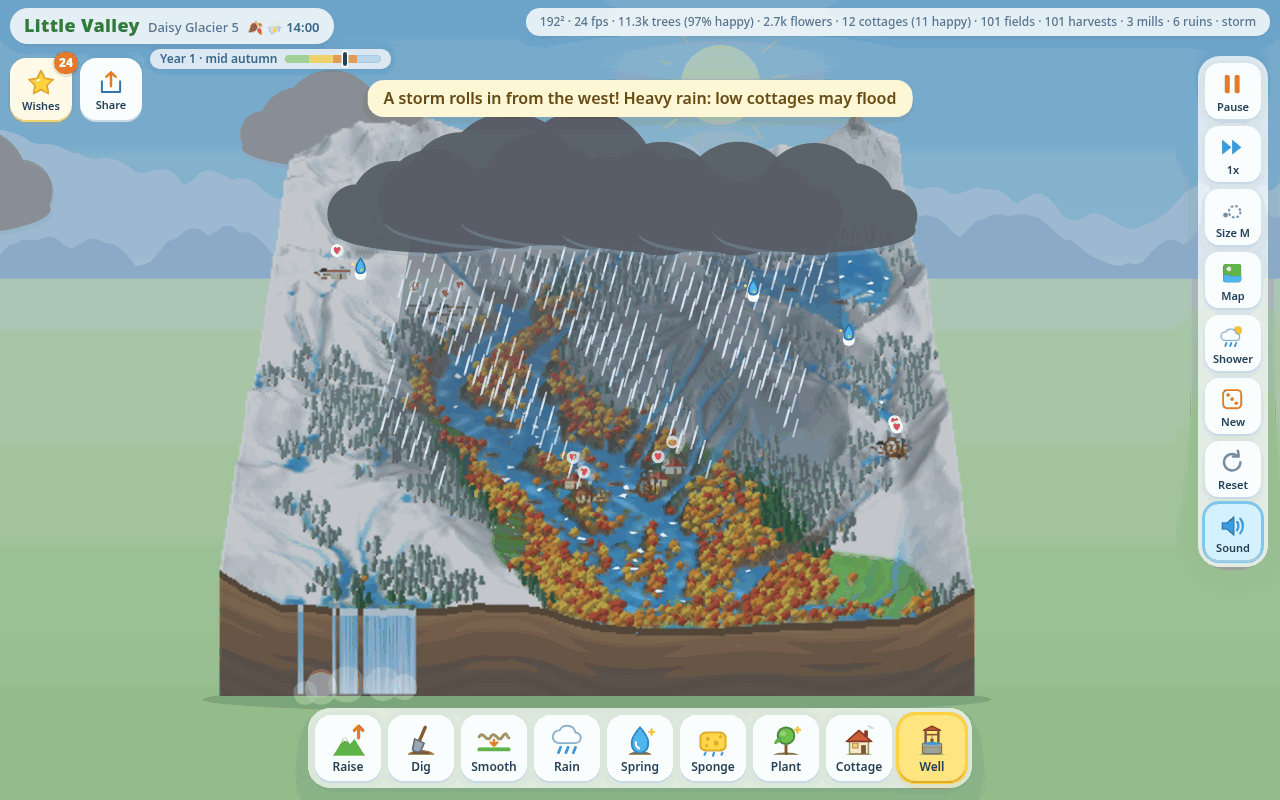 Little Valley Daisy Glacier 5 14:00
192² · 24 fps · 11.3k trees (97% happy) · 2.7k flowers · 12 cottages (11 happy) · 101 fields · 101 harvests · 3 mills · 6 ruins · storm
Year 1 · mid autumn
24
Wishes
Share
A storm rolls in from the west! Heavy rain: low cottages may flood
Pause
1x
Size M
Map
Shower
New
Reset
Sound
Raise
Dig
Smooth
Rain
Spring
Sponge
Plant
Cottage
Well